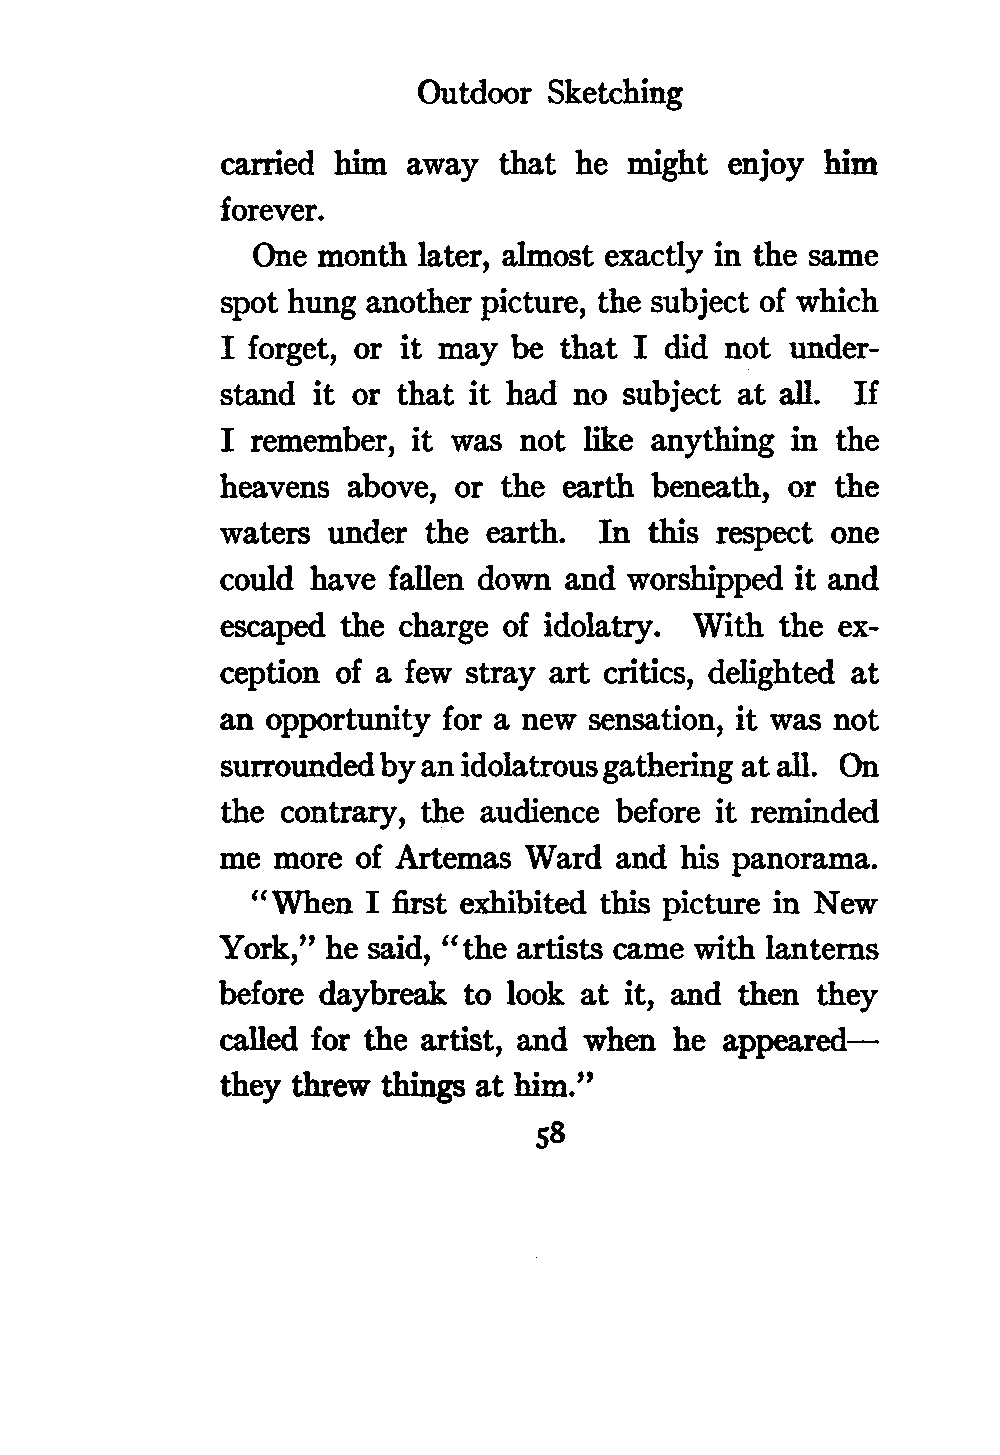 Outdoor Sketching
carried him away that he might enjoy him
forever.
One month later, almost exactly in the same
spot hung another picture, the subject of which
I forget, or it may be that I did not under-
stand it or that it had no subject at all. If
I remember, it was not like anything in the
heavens above, or the earth beneath, or the
waters under the earth. In this respect one
could have fallen down and worshipped it and
escaped the charge of idolatry. With the ex-
ception of a few stray art critics, delighted at
an opportunity for a new sensation, it was not
surrounded by an idolatrous gathering at all. On
the contrary, the audience before it reminded
me more of Artemas Ward and his panorama.
"When I first exhibited this picture in New
York," he said, "the artists came with lanterns
before daybreak to look at it, and then they
called for the artist, and when he appeared—
they threw things at him."
58